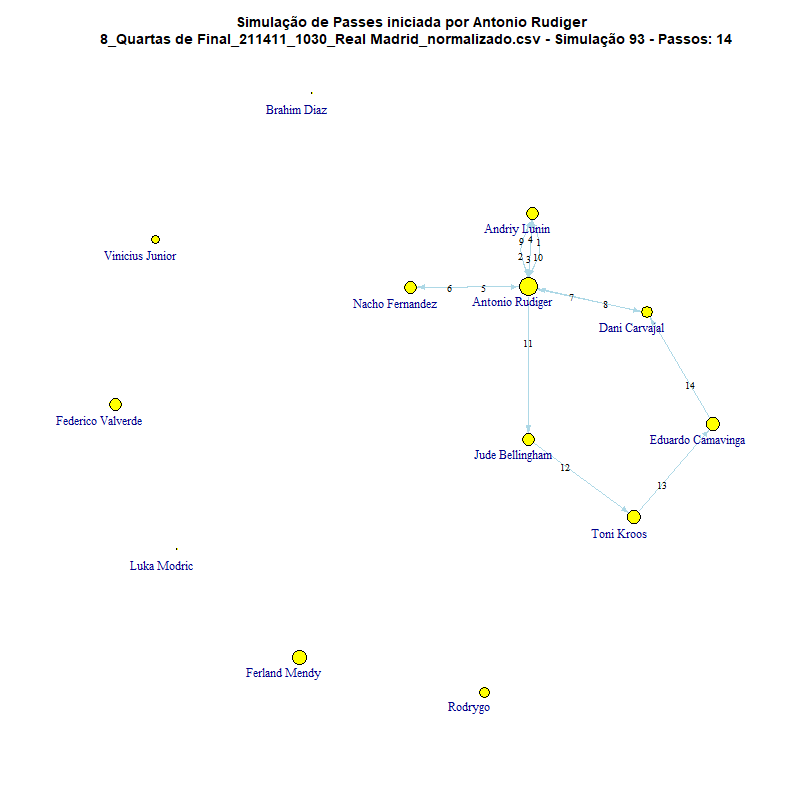 Simulação de Passes iniciada por Antonio Rudiger
8_Quartas de Final_211411_1030_Real Madrid_normalizado.csv - Simulação 93 - Passos: 14
Brahim Diaz
Andriy Lunin
9 4 1
2 3 10
Vinicius Junior
Nacho Fernandez
6
5
Antonio Rudiger
7
8
Dani Carvajal
11
14
Federico Valverde
Eduardo Camavinga
Jude Bellingham
12
13
Toni Kroos
Luka Modric
Ferland Mendy
Rodrygo